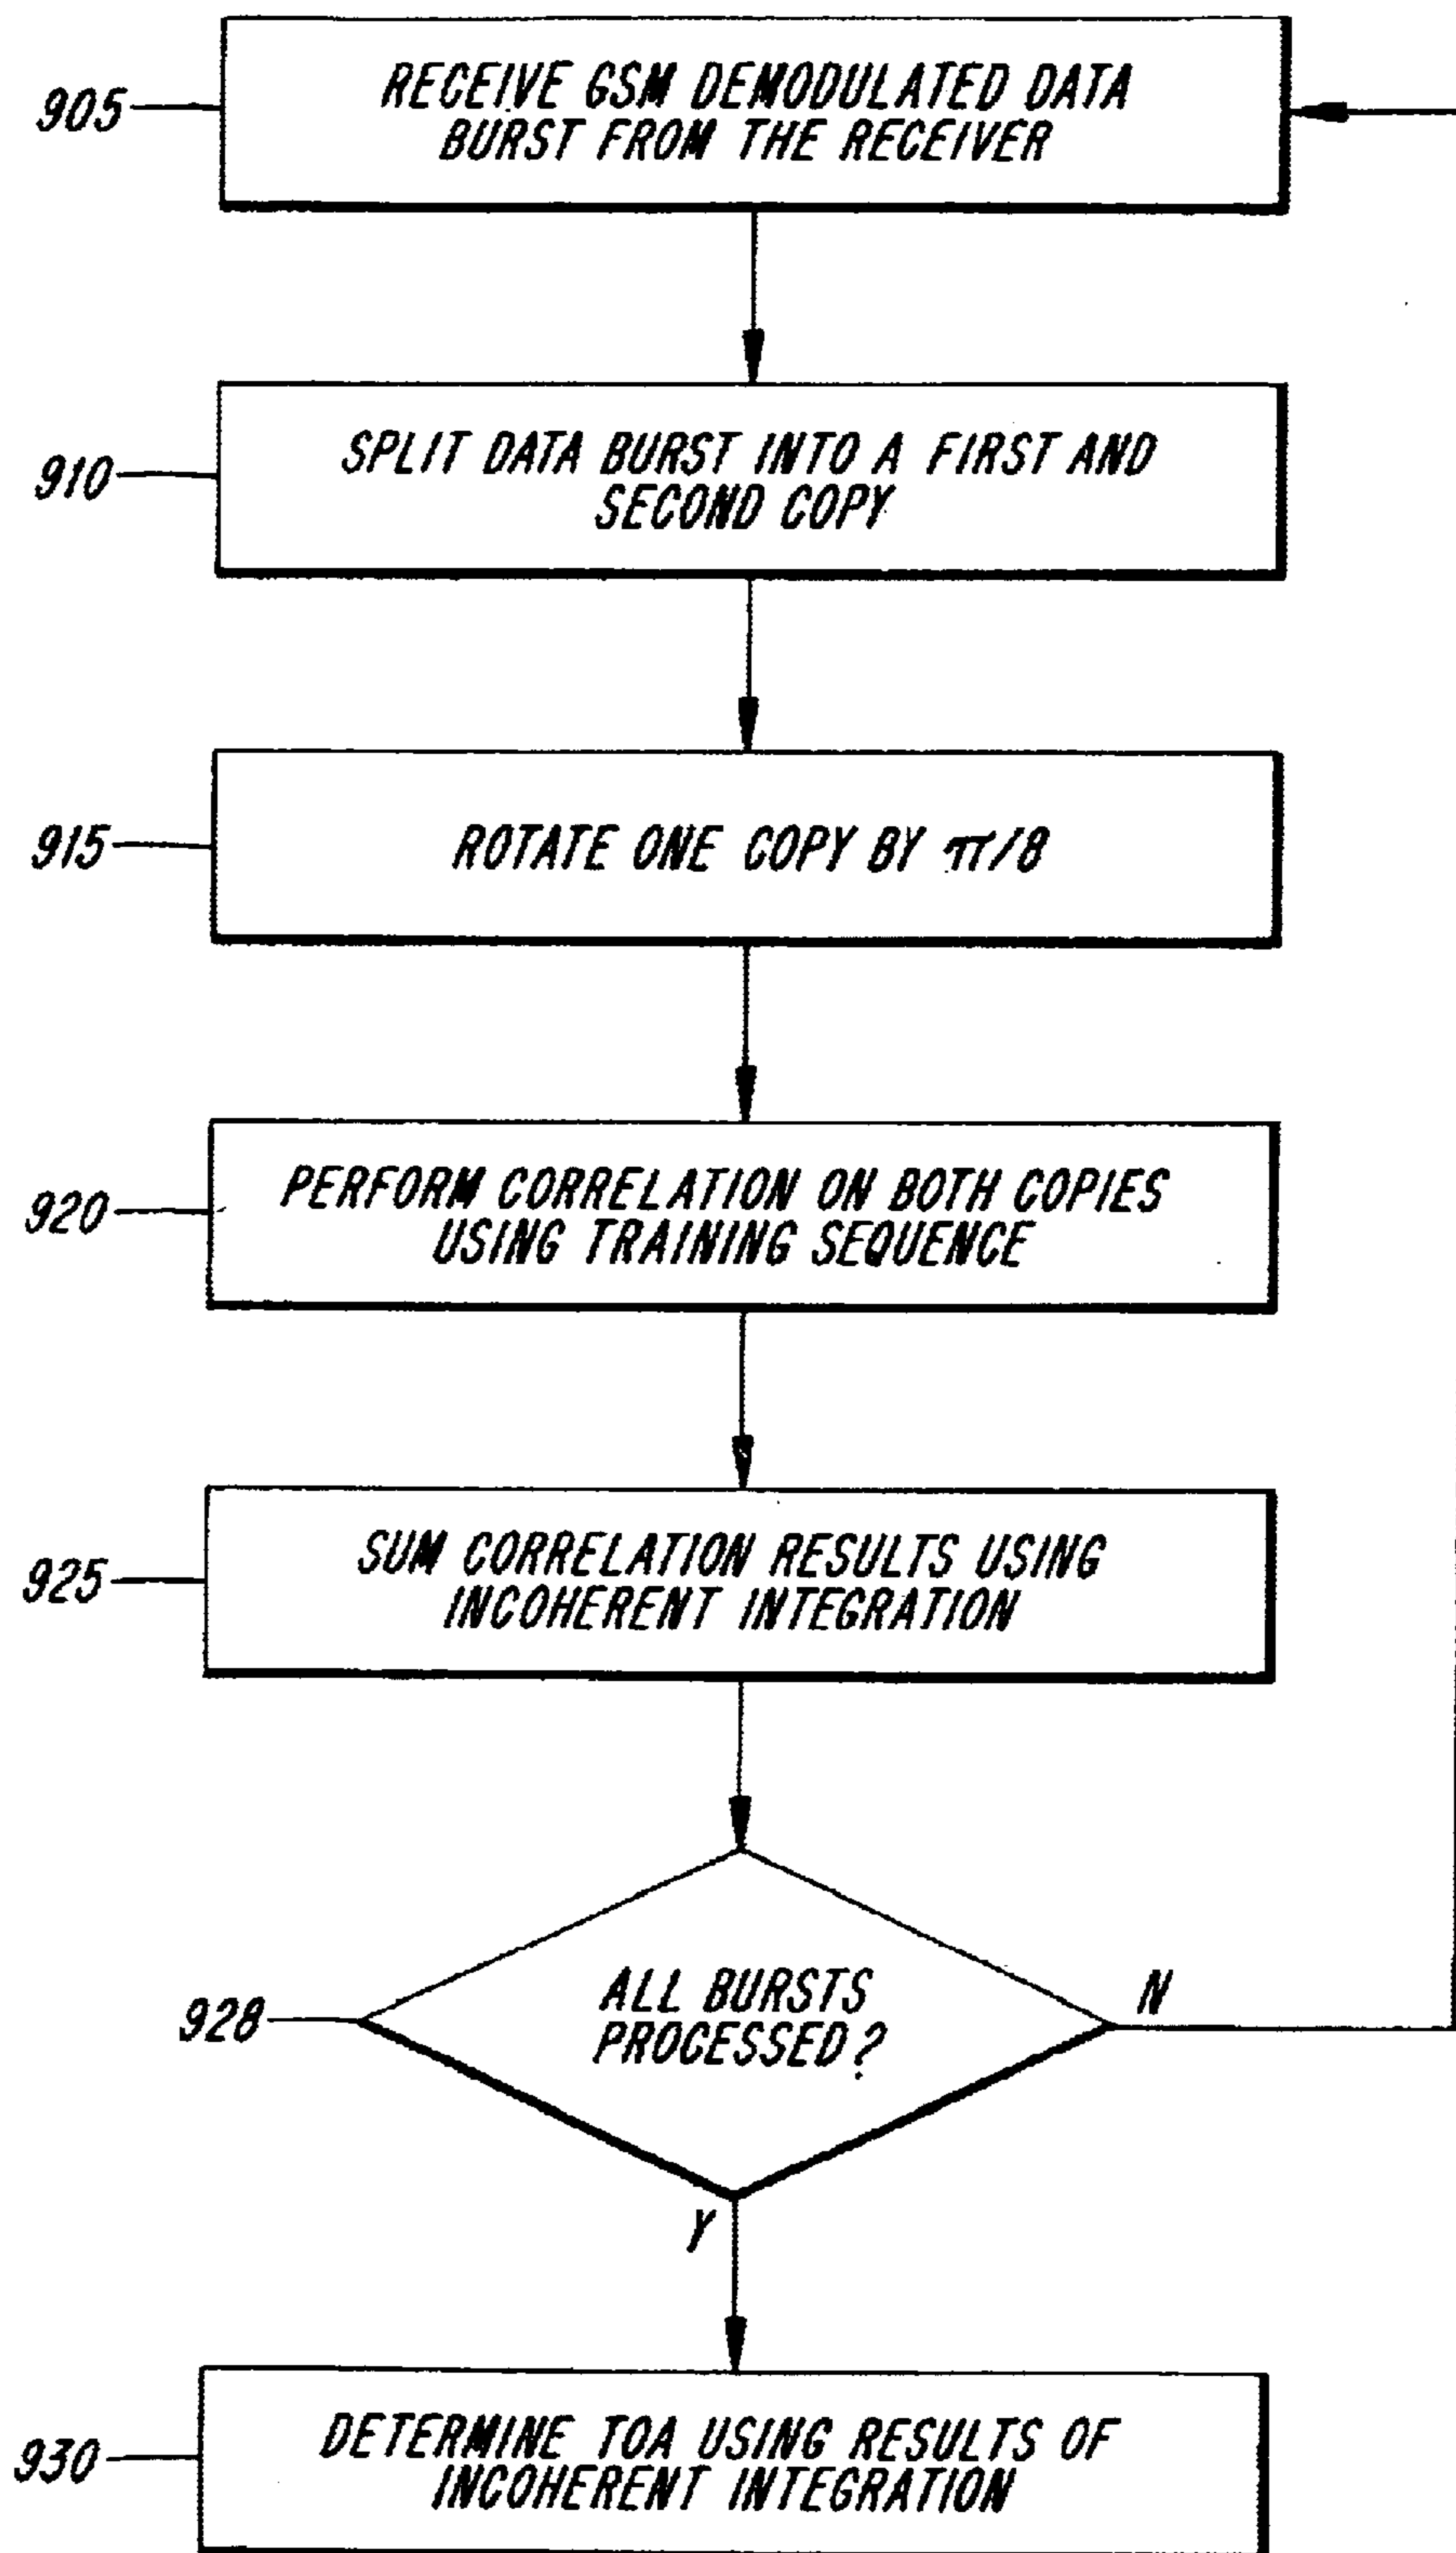 905
RECEIVE GSM DEMODULATED DATA
BURST FROM THE RECEIVER
910
SPLIT DATA BURST INTO A FIRST AND
SECOND COPY
915
ROTATE ONE COPY BY π/8
920
PERFORM CORRELATION ON BOTH COPIES
USING TRAINING SEQUENCE
925
SUM CORRELATION RESULTS USING
INCOHERENT INTEGRATION
928
ALL BURSTS
PROCESSED?
N
Y
930
DETERMINE TOA USING RESULTS OF
INCOHERENT INTEGRATION